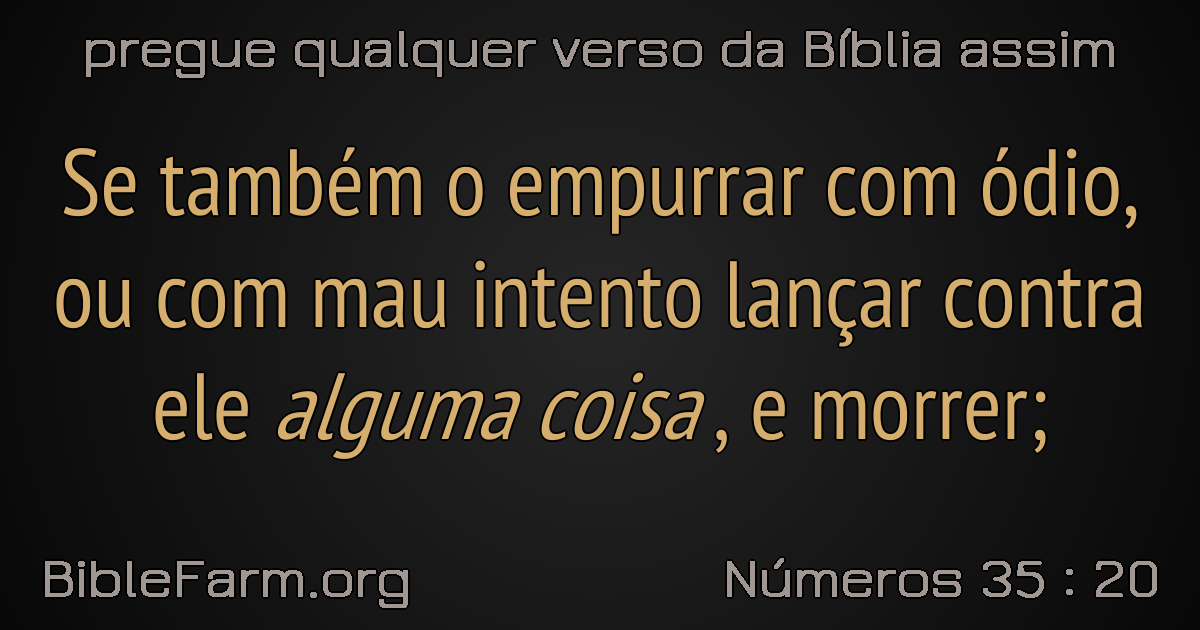 pregue qualquer verso da Bíblia assim
Se também o empurrar com ódio,
ou com mau intento lançar contra
ele alguma coisa , e morrer;
BibleFarm.org
Números 35 : 20